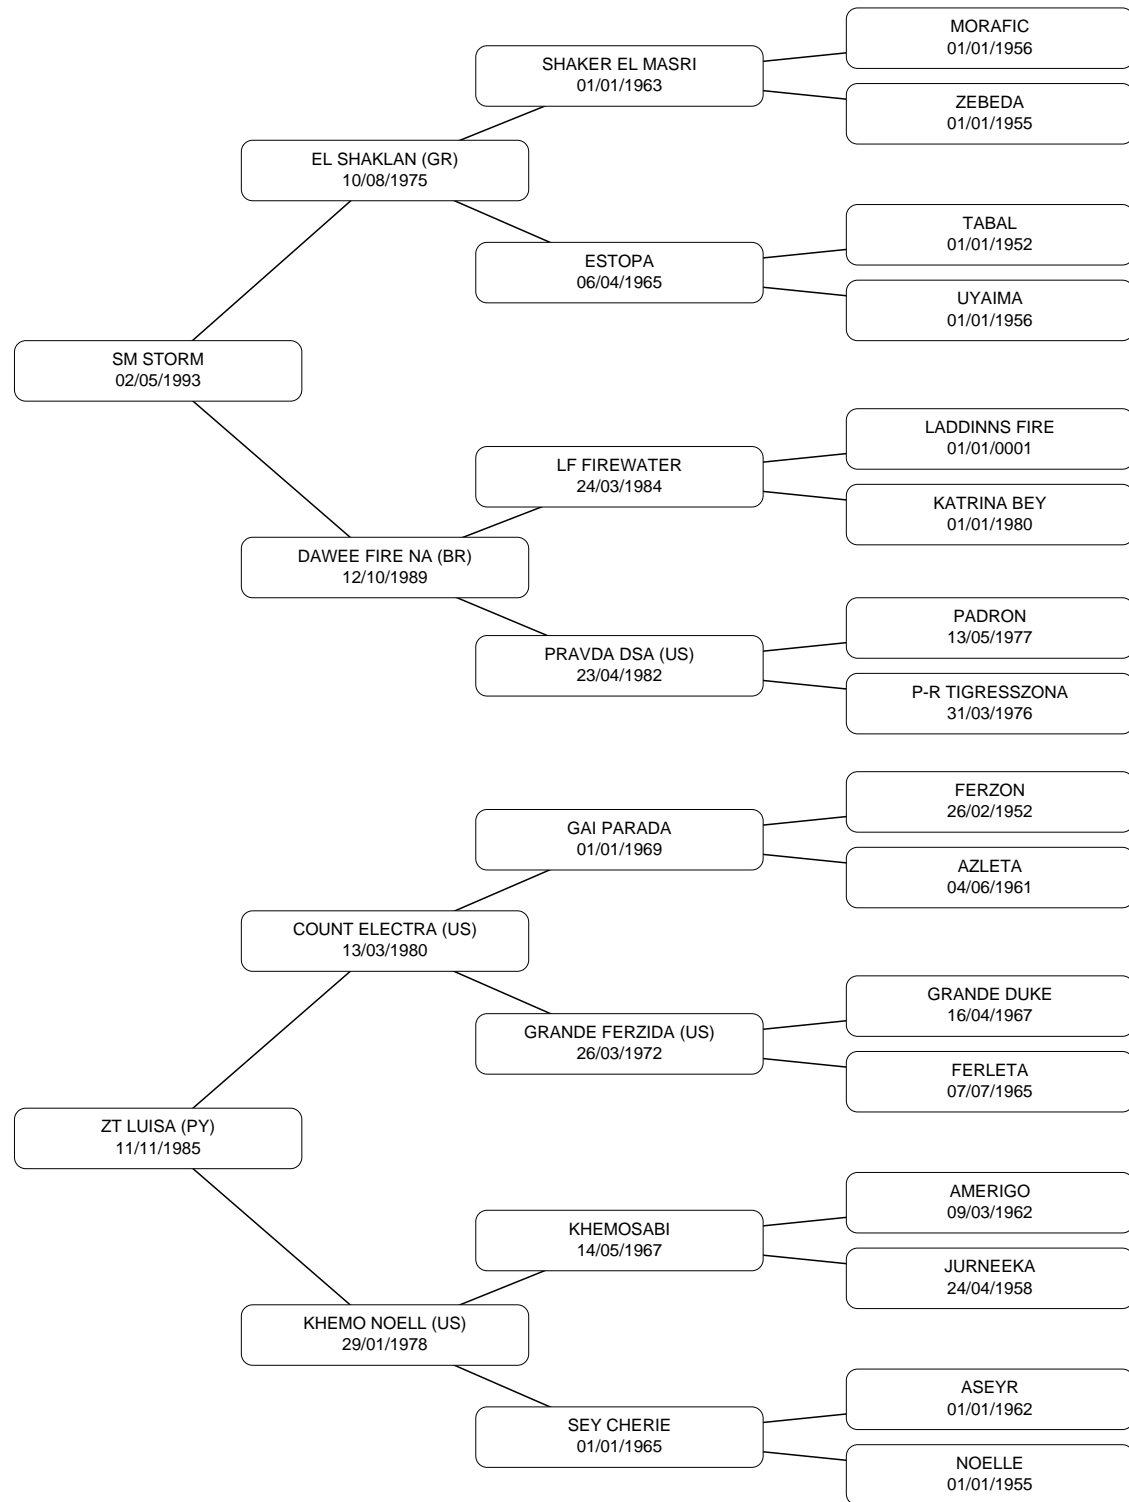 MORAFIC
01/01/1956
SHAKER EL MASRI
01/01/1963
ZEBEDA
01/01/1955
EL SHAKLAN (GR)
10/08/1975
TABAL
01/01/1952
ESTOPA
06/04/1965
UYAIMA
01/01/1956
SM STORM
02/05/1993
LADDINNS FIRE
01/01/0001
LF FIREWATER
24/03/1984
KATRINA BEY
01/01/1980
DAWEE FIRE NA (BR)
12/10/1989
PADRON
13/05/1977
PRAVDA DSA (US)
23/04/1982
P-R TIGRESSZONA
31/03/1976
FERZON
26/02/1952
GAI PARADA
01/01/1969
AZLETA
04/06/1961
COUNT ELECTRA (US)
13/03/1980
GRANDE DUKE
16/04/1967
GRANDE FERZIDA (US)
26/03/1972
FERLETA
07/07/1965
ZT LUISA (PY)
11/11/1985
AMERIGO
09/03/1962
KHEMOSABI
14/05/1967
JURNEEKA
24/04/1958
KHEMO NOELL (US)
29/01/1978
ASEYR
01/01/1962
SEY CHERIE
01/01/1965
NOELLE
01/01/1955